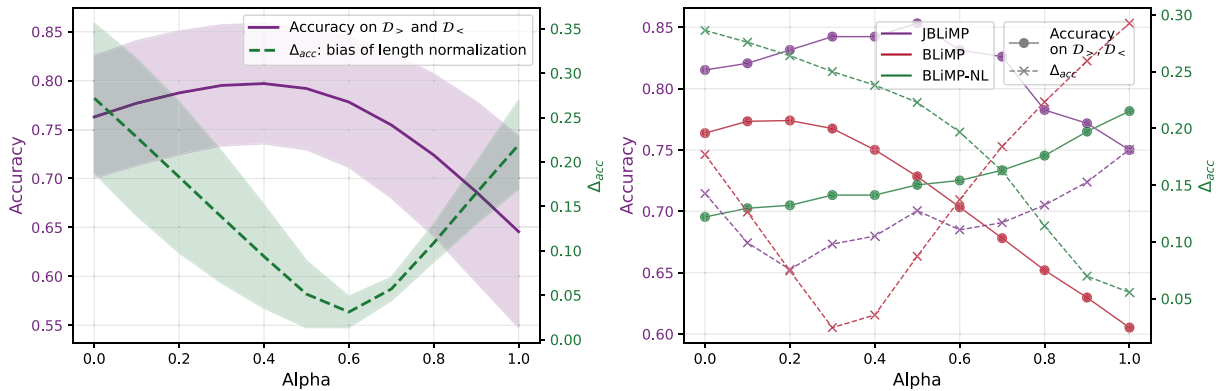 Accuracy on 𝒟> and 𝒟<
Δacc: bias of length normalization
0.85
0.80
0.75
0.70
0.65
0.60
0.55
Accuracy
0.35
0.30
0.25
0.20
0.15
0.10
0.05
0.00
Δacc
0.0 0.2 0.4 0.6 0.8 1.0
Alpha
JBLiMP
BLiMP
BLiMP-NL
Accuracy
on 𝒟>, 𝒟<
Δacc
0.85
0.80
0.75
0.70
0.65
0.60
Accuracy
0.30
0.25
0.20
0.15
0.10
0.05
Δacc
0.0 0.2 0.4 0.6 0.8 1.0
Alpha